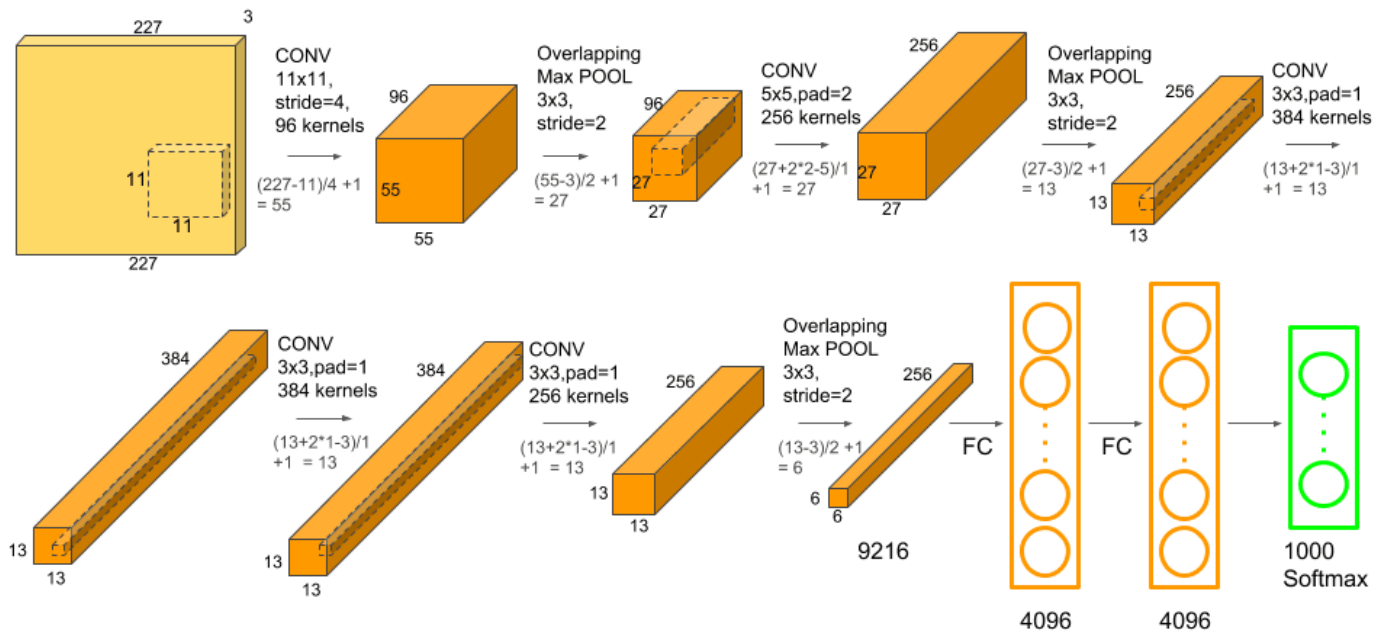 227
3
11
11
227
CONV
11x11,
stride=4,
96 kernels
(227-11)/4 +1
= 55
96
55
55
Overlapping
Max POOL
3x3,
stride=2
(55-3)/2 +1
= 27
96
27
27
CONV
5x5,pad=2
256 kernels
(27+2*2-5)/1
+1 = 27
256
27
27
Overlapping
Max POOL
3x3,
stride=2
(27-3)/2 +1
= 13
256
13
13
CONV
3x3,pad=1
384 kernels
(13+2*1-3)/1
+1 = 13
384
13
13
CONV
3x3,pad=1
384 kernels
(13+2*1-3)/1
+1 = 13
384
13
13
CONV
3x3,pad=1
256 kernels
(13+2*1-3)/1
+1 = 13
256
13
13
Overlapping
Max POOL
3x3,
stride=2
(13-3)/2 +1
= 6
256
6
6
9216
FC
4096
FC
4096
1000
Softmax